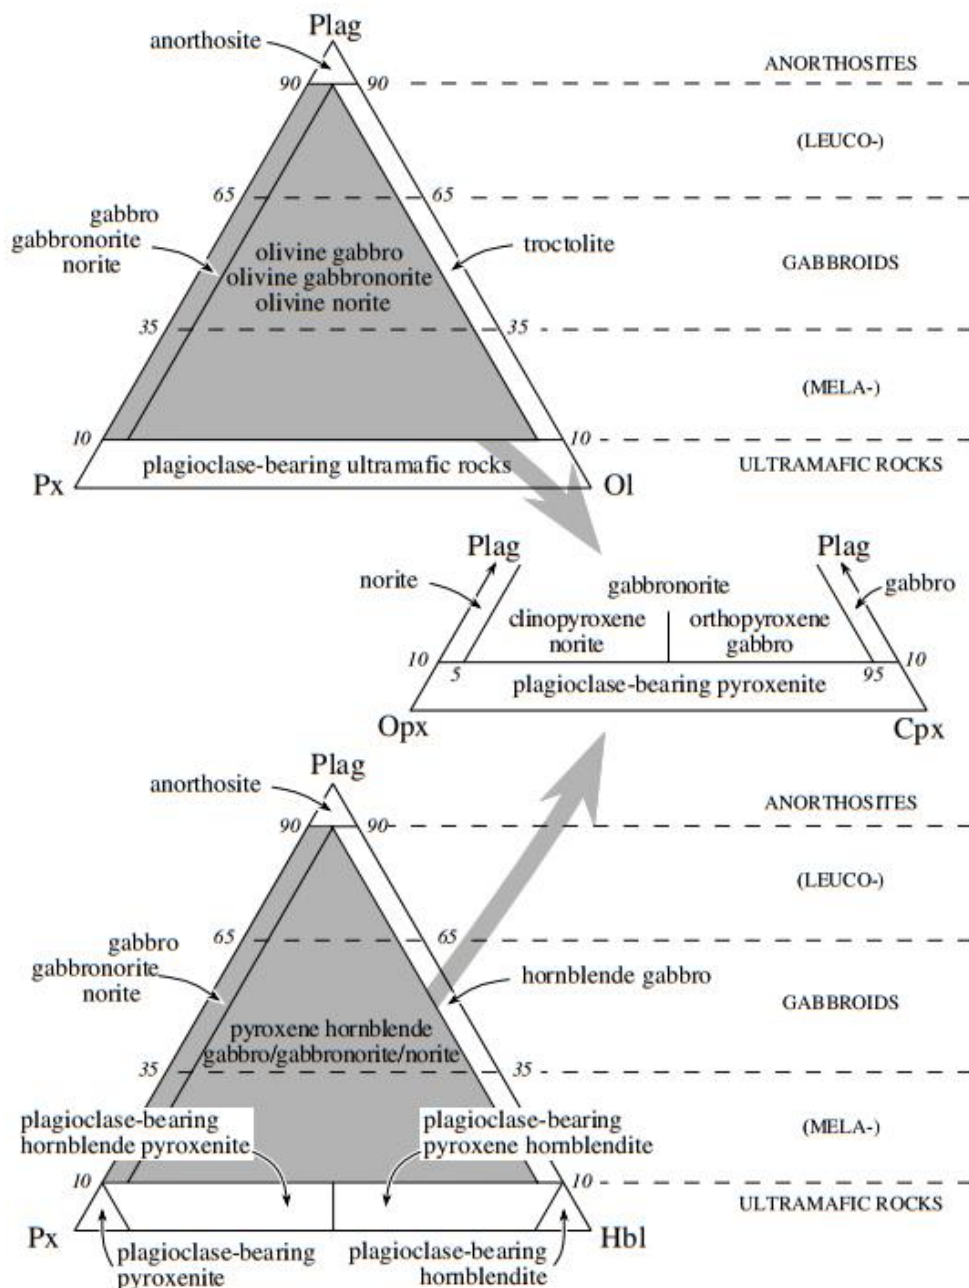 Plag
anorthosite
ANORTHOSITES
90
90
(LEUCO-)
65
65
gabbro
gabbronorite
norite
troctolite
olivine gabbro
olivine gabbronorite
olivine norite
GABBROIDS
35
35
(MELA-)
10
10
plagioclase-bearing ultramafic rocks
ULTRAMAFIC ROCKS
Px
Ol
Plag
Plag
norite
gabbronorite
gabbro
clinopyroxene
norite
orthopyroxene
gabbro
10
10
5
95
plagioclase-bearing pyroxenite
Opx
Cpx
Plag
anorthosite
ANORTHOSITES
90
90
(LEUCO-)
65
65
gabbro
gabbronorite
norite
hornblende gabbro
GABBROIDS
pyroxene hornblende
gabbro/gabbronorite/norite
35
35
plagioclase-bearing
hornblende pyroxenite
plagioclase-bearing
pyroxene hornblendite
(MELA-)
10
10
ULTRAMAFIC ROCKS
Px
Hbl
plagioclase-bearing
pyroxenite
plagioclase-bearing
hornblendite